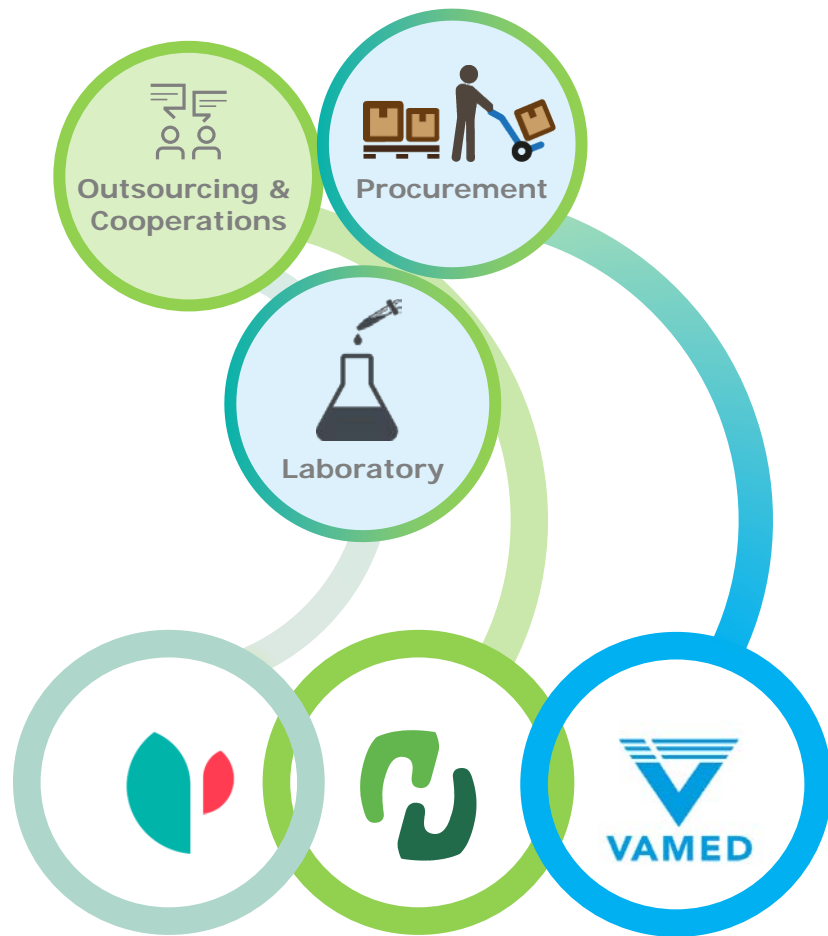 Outsourcing &
Cooperations
Procurement
Laboratory
VAMED